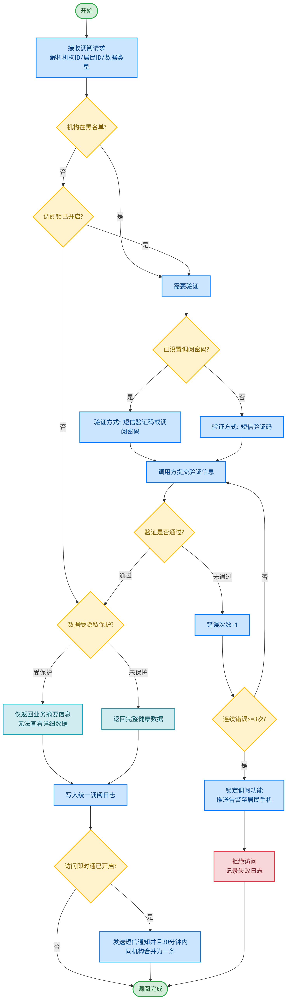 开始
接收调阅请求
解析机构ID/居民ID/数据类
型
机构在黑名单?
否
调阅锁已开启?
是
是
需要验证
已设置调阅密码?
是
否
验证方式: 短信验证码或调
阅密码
验证方式: 短信验证码
否
调用方提交验证信息
验证是否通过?
通过
未通过
否
数据受隐私保护?
错误次数+1
受保护
未保护
仅返回业务摘要信息
无法查看详细数据
返回完整健康数据
连续错误>=3次?
是
写入统一调阅日志
锁定调阅功能
推送告警至居民手机
访问即时通已开启?
拒绝访问
记录失败日志
是
否
发送短信通知并且30分钟内
同机构合并为一条
调阅完成